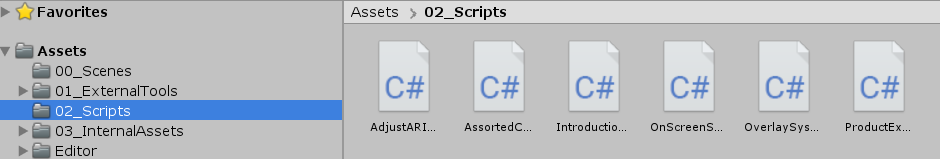 Favorites
Assets
00_Scenes
01_ExternalTools
02_Scripts
03_InternalAssets
Editor
Assets 02_Scripts
C# C# C# C# C# C#
AdjustARI... AssortedC... Introductio... OnScreenS... OverlaySys... ProductEx...